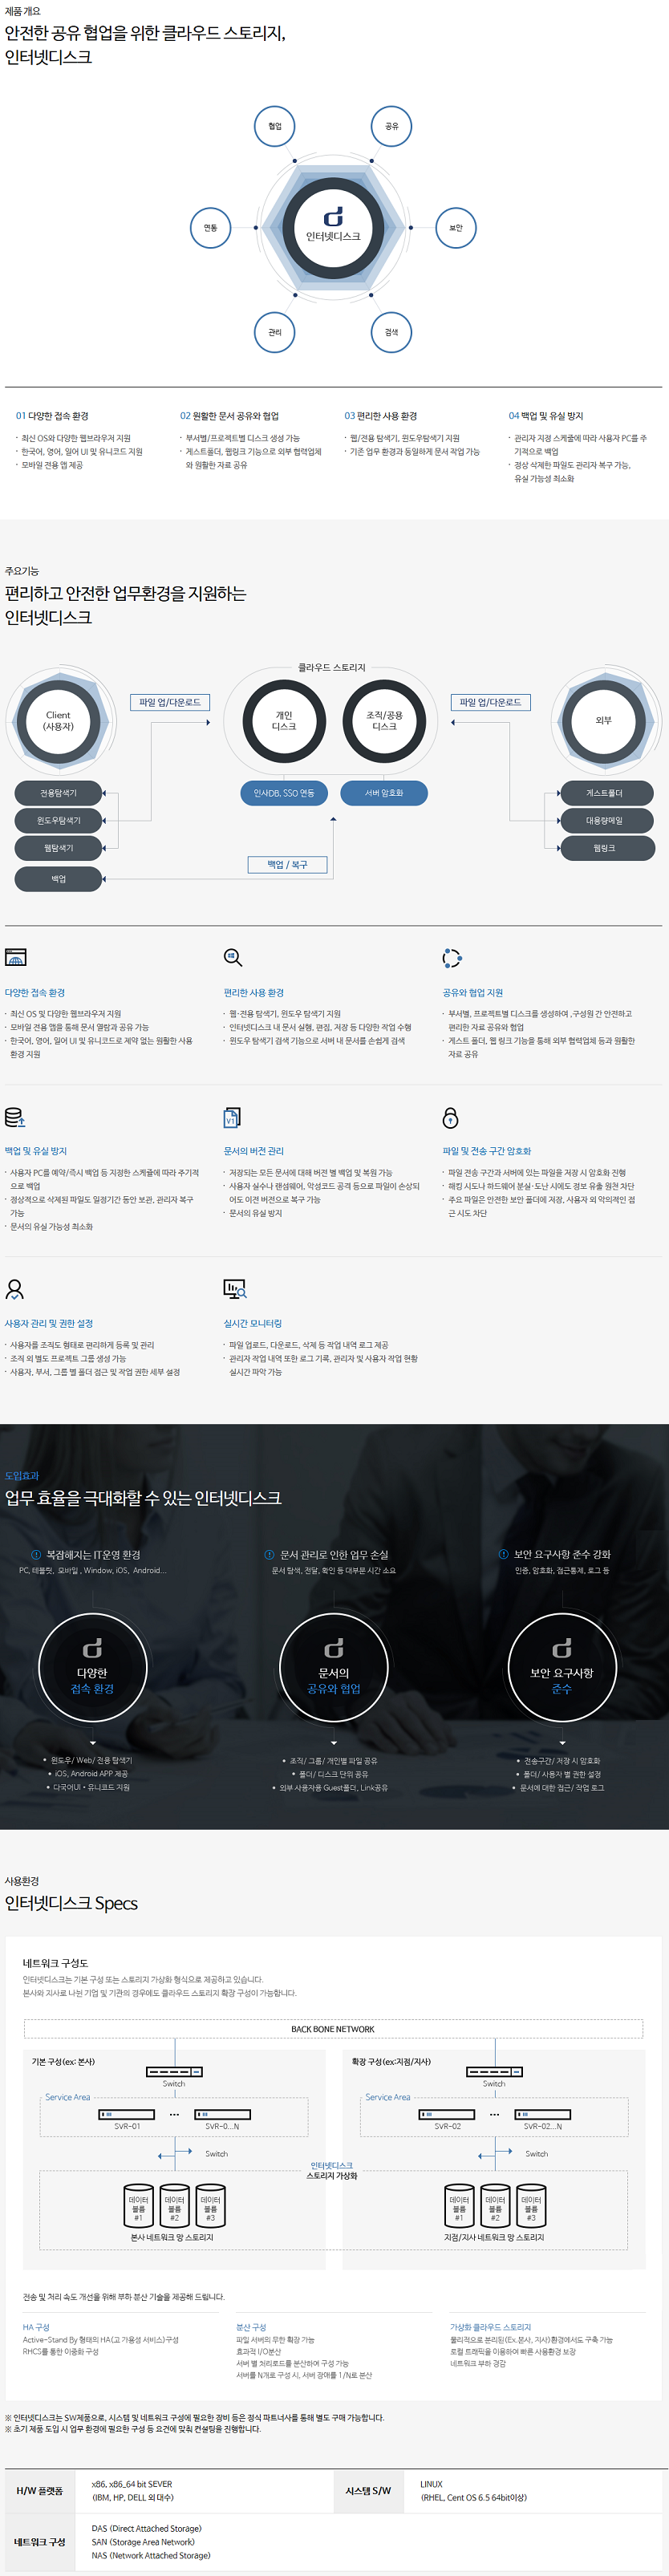 제품 개요
안전한 공유 협업을 위한 클라우드 스토리지,
인터넷디스크
협업
공유
연동
인터넷디스크
보안
관리
검색
01 다양한 접속 환경
· 최신 OS와 다양한 웹브라우저 지원
· 한국어, 영어, 일어 UI 및 유니코드 지원
· 모바일 전용 앱 제공
02 원활한 문서 공유와 협업
· 부서별/프로젝트별 디스크 생성 가능
· 게스트폴더, 웹링크 기능으로 외부 협력업체
와 원활한 자료 공유
03 편리한 사용 환경
· 웹/전용 탐색기, 윈도우탐색기 지원
· 기존 업무 환경과 동일하게 문서 작업 가능
04 백업 및 유실 방지
· 관리자 지정 스케줄에 따라 사용자 PC를 주
기적으로 백업
· 정상 삭제한 파일도 관리자 복구 가능,
유실 가능성 최소화
주요기능
편리하고 안전한 업무환경을 지원하는
인터넷디스크
클라우드 스토리지
Client
(사용자)
파일 업/다운로드
개인
디스크
조직/공용
디스크
파일 업/다운로드
외부
전용탐색기
윈도우탐색기
웹탐색기
백업
인사DB, SSO 연동
서버 암호화
백업 / 복구
게스트폴더
대용량메일
웹링크
다양한 접속 환경
· 최신 OS 및 다양한 웹브라우저 지원
· 모바일 전용 앱을 통해 문서 열람과 공유 가능
· 한국어, 영어, 일어 UI 및 유니코드로 제약 없는 원활한 사용
환경 지원
편리한 사용 환경
· 웹·전용 탐색기, 윈도우 탐색기 지원
· 인터넷디스크 내 문서 실행, 편집, 저장 등 다양한 작업 수행
· 윈도우 탐색기 검색 기능으로 서버 내 문서를 손쉽게 검색
공유와 협업 지원
· 부서별, 프로젝트별 디스크를 생성하여 ,구성원 간 안전하고
편리한 자료 공유와 협업
· 게스트 폴더, 웹 링크 기능을 통해 외부 협력업체 등과 원활한
자료 공유
백업 및 유실 방지
· 사용자 PC를 예약/즉시 백업 등 지정한 스케줄에 따라 주기적
으로 백업
· 정상적으로 삭제된 파일도 일정기간 동안 보관, 관리자 복구
가능
· 문서의 유실 가능성 최소화
문서의 버전 관리
V1
· 저장되는 모든 문서에 대해 버전 별 백업 및 복원 가능
· 사용자 실수나 랜섬웨어, 악성코드 공격 등으로 파일이 손상되
어도 이전 버전으로 복구 가능
· 문서의 유실 방지
파일 및 전송 구간 암호화
· 파일 전송 구간과 서버에 있는 파일을 저장 시 암호화 진행
· 해킹 시도나 하드웨어 분실·도난 시에도 정보 유출 원천 차단
· 주요 파일은 안전한 보안 폴더에 저장, 사용자 외 악의적인 접
근 시도 차단
사용자 관리 및 권한 설정
· 사용자를 조직도 형태로 편리하게 등록 및 관리
· 조직 외 별도 프로젝트 그룹 생성 가능
· 사용자, 부서, 그룹 별 폴더 접근 및 작업 권한 세부 설정
실시간 모니터링
· 파일 업로드, 다운로드, 삭제 등 작업 내역 로그 제공
· 관리자 작업 내역 또한 로그 기록, 관리자 및 사용자 작업 현황
실시간 파악 가능
도입효과
업무 효율을 극대화할 수 있는 인터넷디스크
복잡해지는 IT운영 환경
PC, 테블릿, 모바일 , Window, iOS, Android...
다양한
접속 환경
• 윈도우/ Web/ 전용 탐색기
• iOS, Android APP 제공
• 다국어UI • 유니코드 지원
문서 관리로 인한 업무 손실
문서 탐색, 전달, 확인 등 대부분 시간 소요
문서의
공유와 협업
• 조직/ 그룹/ 개인별 파일 공유
• 폴더/ 디스크 단위 공유
• 외부 사용자용 Guest폴더, Link공유
보안 요구사항 준수 강화
인증, 암호화, 접근통제, 로그 등
보안 요구사항
준수
• 전송구간/ 저장 시 암호화
• 폴더/ 사용자 별 권한 설정
• 문서에 대한 접근/ 작업 로그
사용환경
인터넷디스크 Specs
네트워크 구성도
인터넷디스크는 기본 구성 또는 스토리지 가상화 형식으로 제공하고 있습니다.
본사와 지사로 나뉜 기업 및 기관의 경우에도 클라우드 스토리지 확장 구성이 가능합니다.
BACK BONE NETWORK
기본 구성(ex: 본사)
Switch
Service Area
SVR-01
SVR-0...N
Switch
확장 구성(ex:지점/지사)
Switch
Service Area
SVR-02
SVR-02...N
Switch
인터넷디스크
스토리지 가상화
데이터
볼륨
#1
데이터
볼륨
#2
데이터
볼륨
#3
본사 네트워크 망 스토리지
데이터
볼륨
#1
데이터
볼륨
#2
데이터
볼륨
#3
지점/지사 네트워크 망 스토리지
전송 및 처리 속도 개선을 위해 부하 분산 기술을 제공해 드립니다.
HA 구성
Active-Stand By 형태의 HA(고 가용성 서비스)구성
RHCS를 통한 이중화 구성
분산 구성
파일 서버의 무한 확장 가능
효과적 I/O분산
서버 별 처리로드를 분산하여 구성 가능
서버를 N개로 구성 시, 서버 장애를 1/N로 분산
가상화 클라우드 스토리지
물리적으로 분리된(Ex.본사, 지사)환경에서도 구축 가능
로컬 트래픽을 이용하여 빠른 사용환경 보장
네트워크 부하 경감
※ 인터넷디스크는 SW제품으로, 시스템 및 네트워크 구성에 필요한 장비 등은 정식 파트너사를 통해 별도 구매 가능합니다.
※ 초기 제품 도입 시 업무 환경에 필요한 구성 등 요건에 맞춰 컨설팅을 진행합니다.
H/W 플랫폼
x86, x86_64 bit SEVER
(IBM, HP, DELL 외 대수)
시스템 S/W
LINUX
(RHEL, Cent OS 6.5 64bit이상)
네트워크 구성
DAS (Direct Attached Storage)
SAN (Storage Area Network)
NAS (Network Attached Storage)